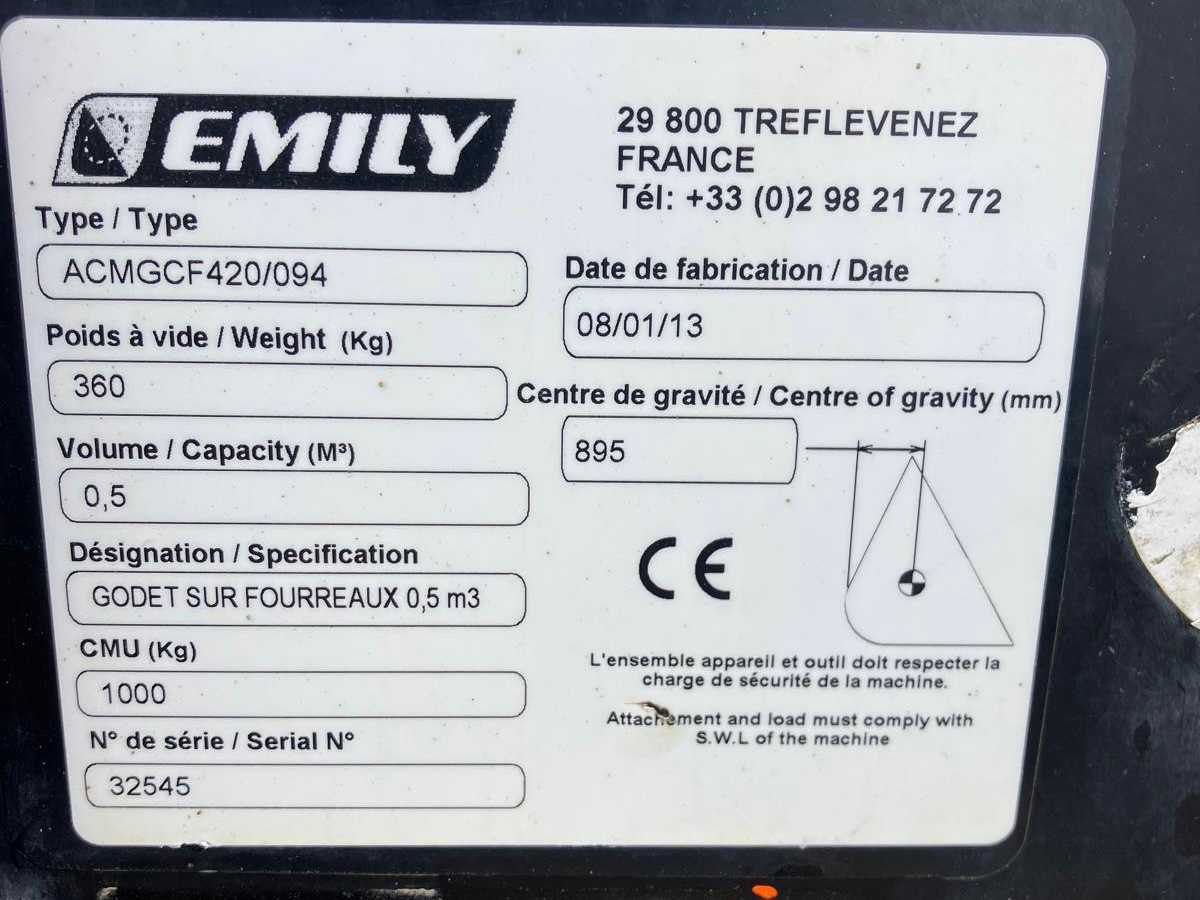 EMILY
29 800 TREFLEVENEZ
FRANCE
Tél: +33 (0)2 98 21 72 72
Type / Type
ACMGCF420/094
Date de fabrication / Date
08/01/13
Poids à vide / Weight (Kg)
360
Centre de gravité / Centre of gravity (mm)
895
Volume / Capacity (M³)
0,5
Désignation / Specification
GODET SUR FOURREAUX 0,5 m3
CE
CMU (Kg)
1000
L'ensemble appareil et outil doit respecter la
charge de sécurité de la machine.
Attachement and load must comply with
S.W.L of the machine
N° de série / Serial N°
32545